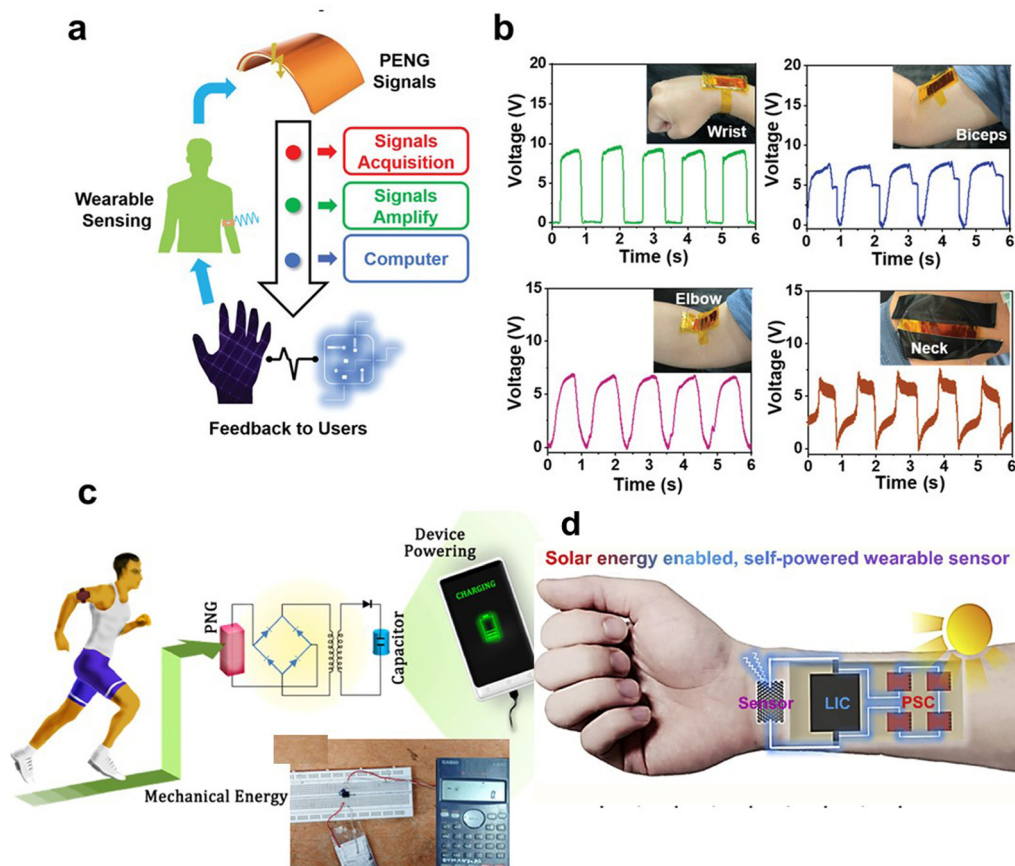 a
PENG
Signals
Signals
Acquisition
Signals
Amplify
Computer
Wearable
Sensing
Feedback to Users
b
20
15
10
5
0
Voltage (V)
Wrist
0 1 2 3 4 5 6
Time (s)
20
15
10
5
0
Voltage (V)
Biceps
0 1 2 3 4 5 6
Time (s)
15
10
5
0
Voltage (V)
Elbow
0 1 2 3 4 5 6
Time (s)
15
10
5
0
Voltage (V)
Neck
0 1 2 3 4 5 6
Time (s)
c
Device
Powering
CHARGING
PNG
Capacitor
Mechanical Energy
CASIO
0
d
Solar energy enabled, self-powered wearable sensor
Sensor
LIC
PSC